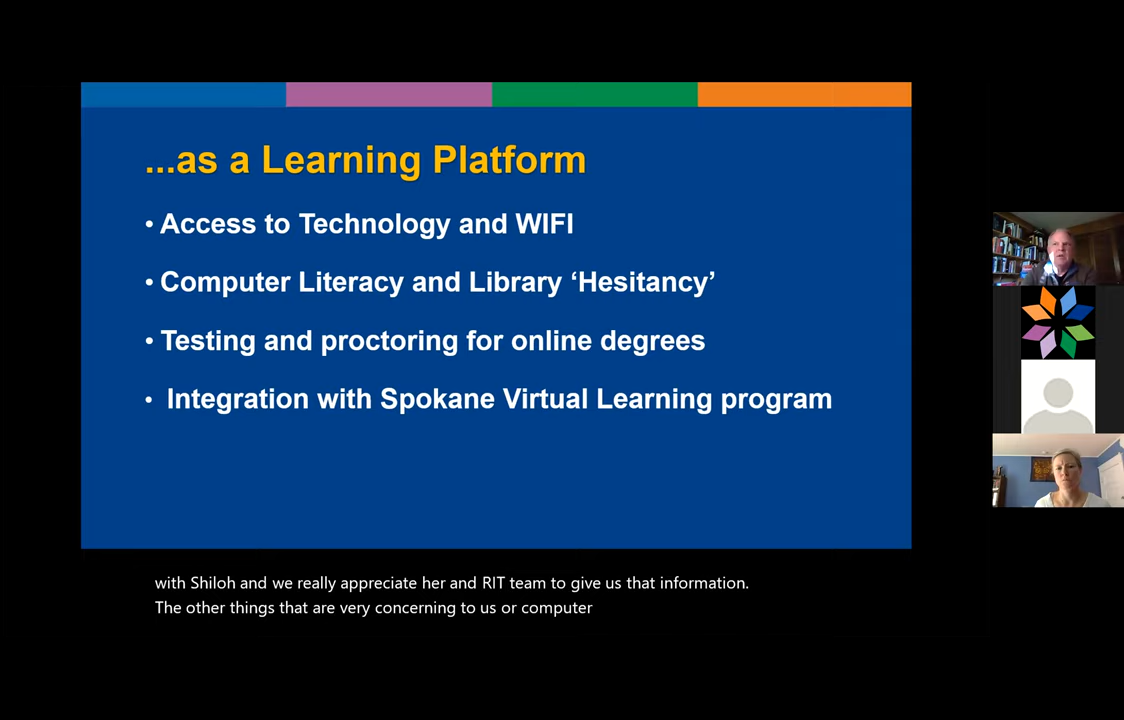 ...as a Learning Platform
• Access to Technology and WIFI
• Computer Literacy and Library ‘Hesitancy’
• Testing and proctoring for online degrees
• Integration with Spokane Virtual Learning program
with Shiloh and we really appreciate her and RIT team to give us that information.
The other things that are very concerning to us or computer